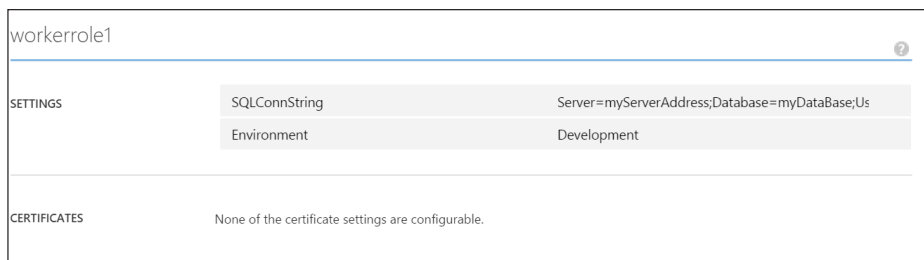 workerrole1
?
SETTINGS
SQLConnString Server=myServerAddress;Database=myDataBase;Us
Environment Development
CERTIFICATES None of the certificate settings are configurable.